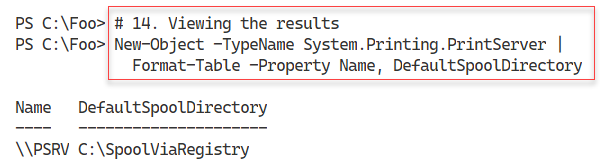 PS C:\Foo> # 14. Viewing the results
PS C:\Foo> New-Object -TypeName System.Printing.PrintServer |
Format-Table -Property Name, DefaultSpoolDirectory
Name   DefaultSpoolDirectory
----   ---------------------
\\PSRV C:\SpoolViaRegistry